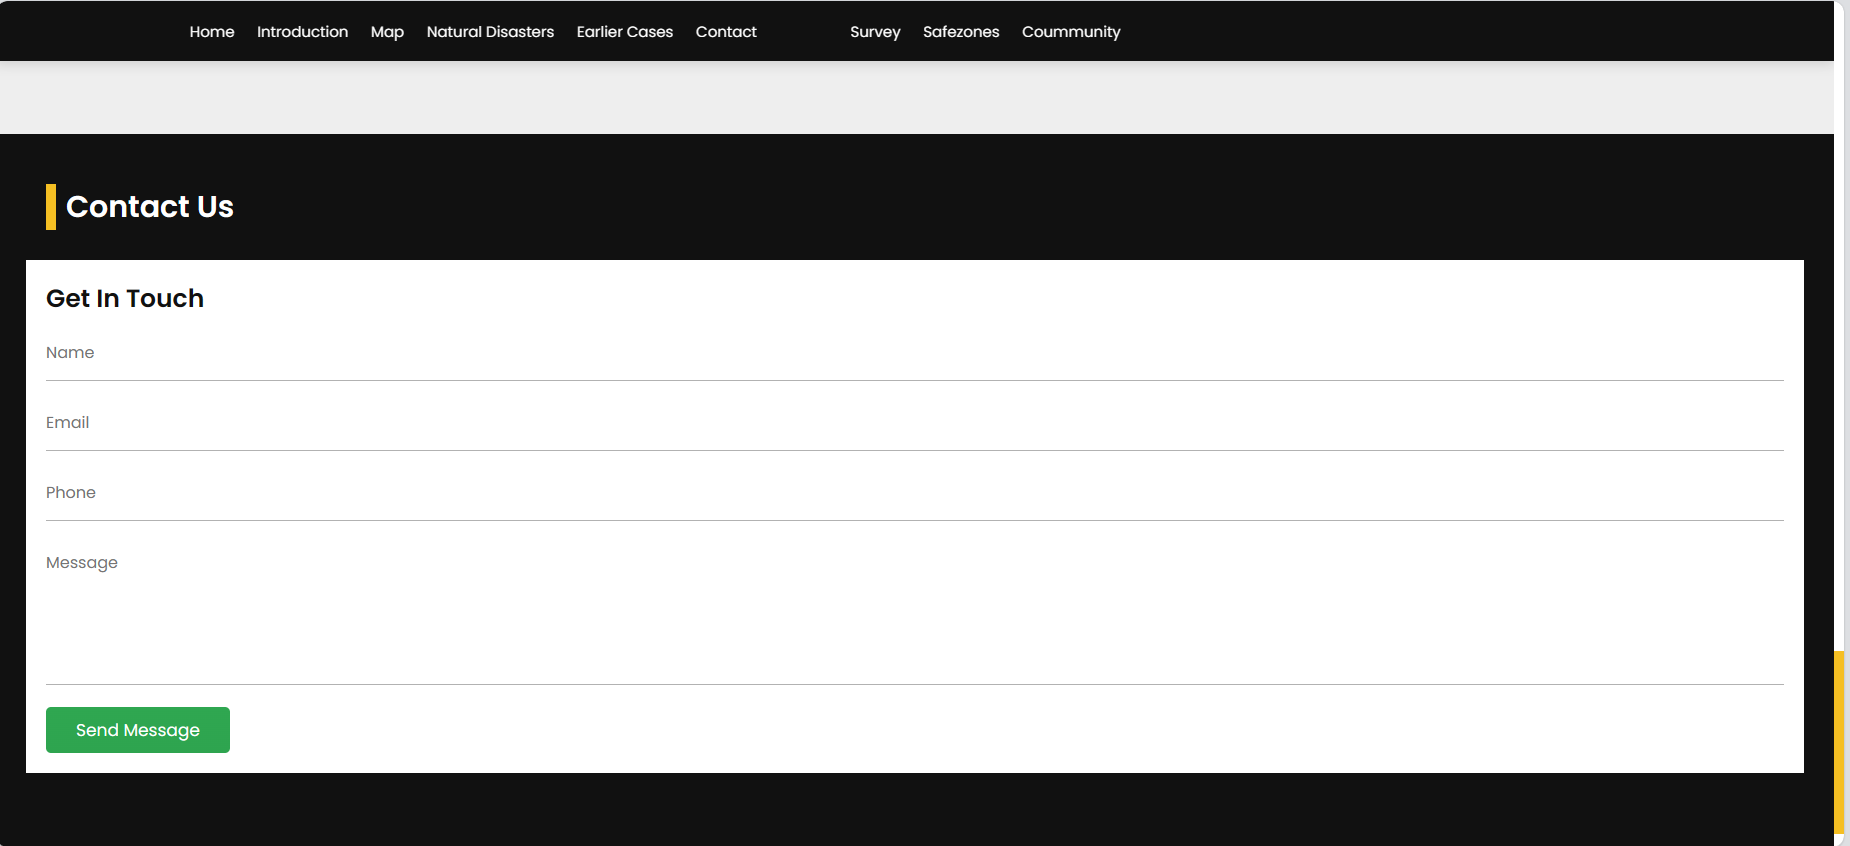 Home Introduction Map Natural Disasters Earlier Cases Contact Survey Safezones Coummunity
Contact Us
Get In Touch
Name
Email
Phone
Message
Send Message